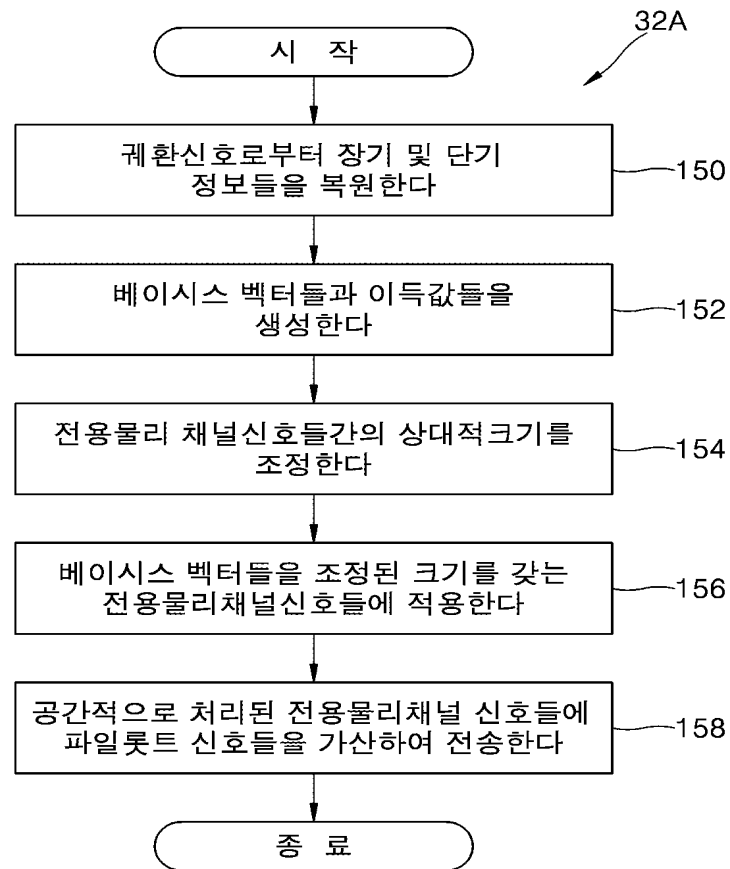 32A
시 작
궤환신호로부터 장기 및 단기
정보들을 복원한다
150
베이시스 벡터들과 이득값들을
생성한다
152
전용물리 채널신호들간의 상대적크기를
조정한다
154
베이시스 벡터들을 조정된 크기를 갖는
전용물리채널신호들에 적용한다
156
공간적으로 처리된 전용물리채널 신호들에
파일롯트 신호들을 가산하여 전송한다
158
종 료